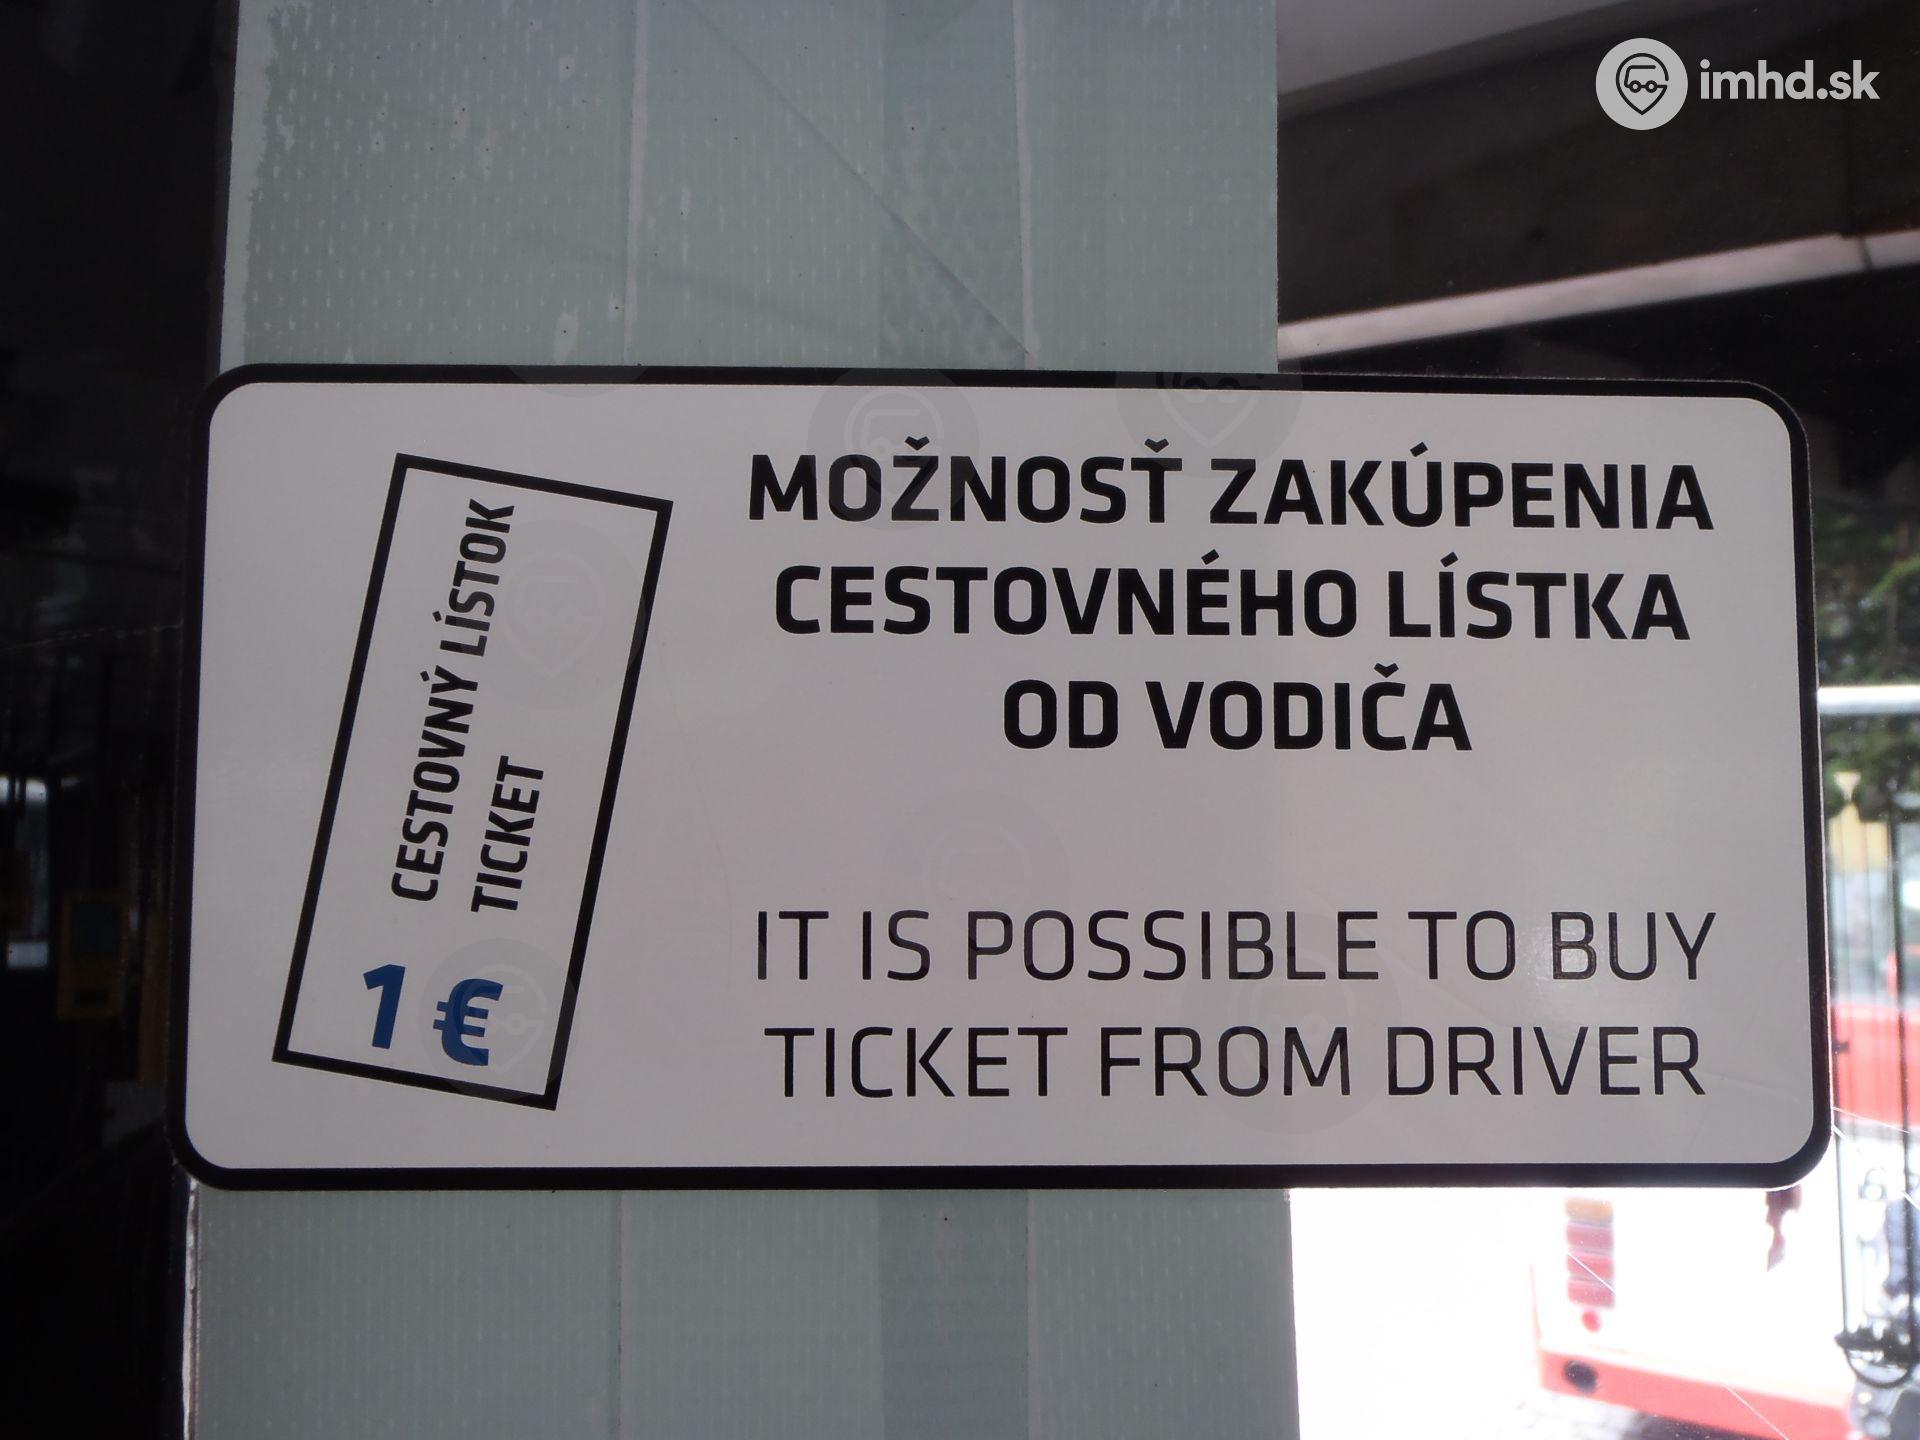 imhd.sk
CESTOVNÝ LÍSTOK
TICKET
1 €
MOŽNOSŤ ZAKÚPENIA
CESTOVNÉHO LÍSTKA
OD VODIČA
IT IS POSSIBLE TO BUY
TICKET FROM DRIVER